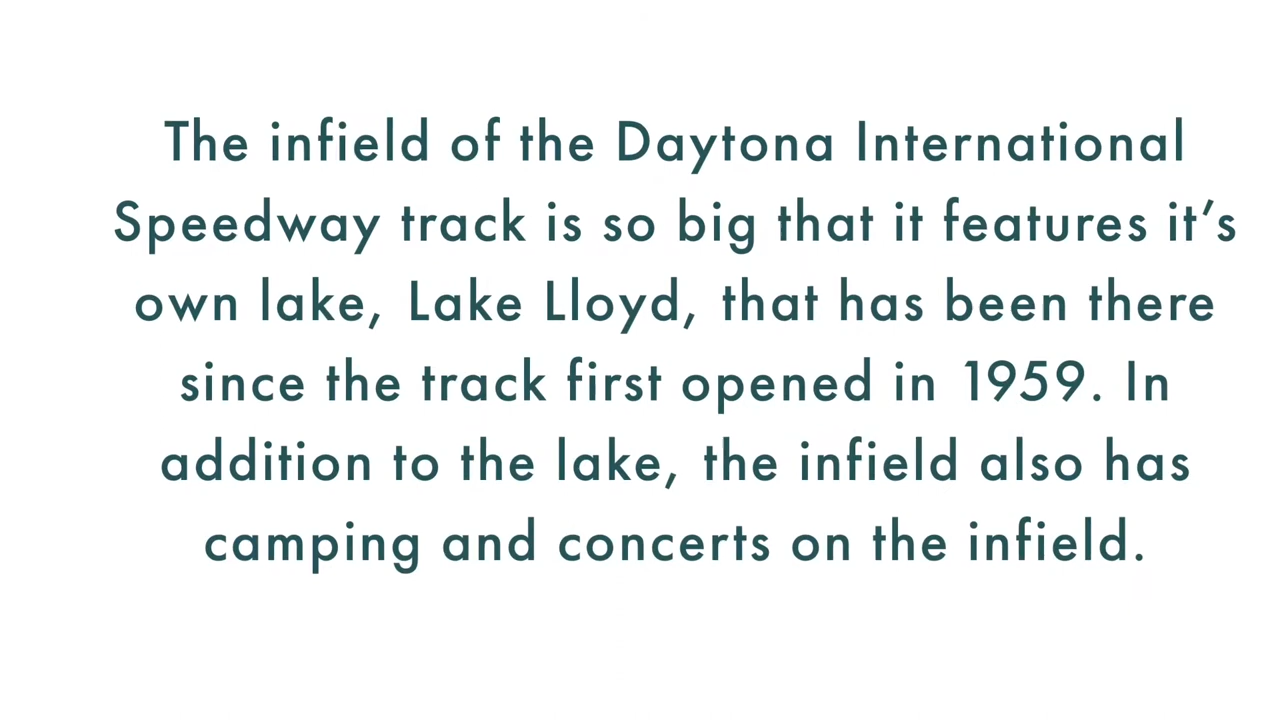 The infield of the Daytona International
Speedway track is so big that it features it’s
own lake, Lake Lloyd, that has been there
since the track first opened in 1959. In
addition to the lake, the infield also has
camping and concerts on the infield.